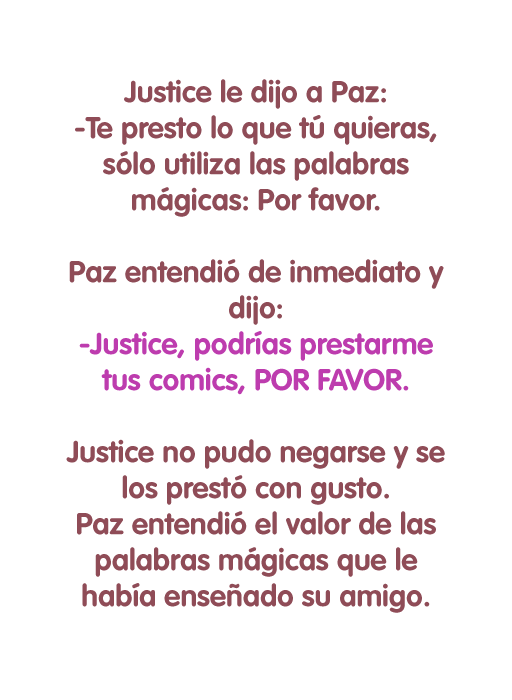 Justice le dijo a Paz:
-Te presto lo que tú quieras,
sólo utiliza las palabras
mágicas: Por favor.
Paz entendió de inmediato y
dijo:
-Justice, podrías prestarme
tus comics, POR FAVOR.
Justice no pudo negarse y se
los prestó con gusto.
Paz entendió el valor de las
palabras mágicas que le
había enseñado su amigo.